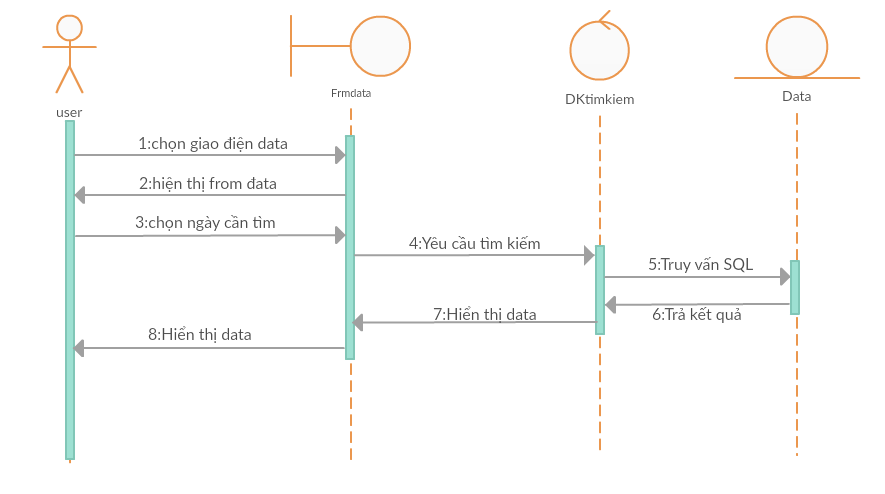 Frmdata
DKtimkiem
Data
user
1:chọn giao điện data
2:hiện thị from đata
3:chọn ngày cần tìm
4:Yêu cầu tìm kiếm
5:Truy vấn SQL
6:Trả kết quả
7:Hiển thị data
8:Hiển thị data